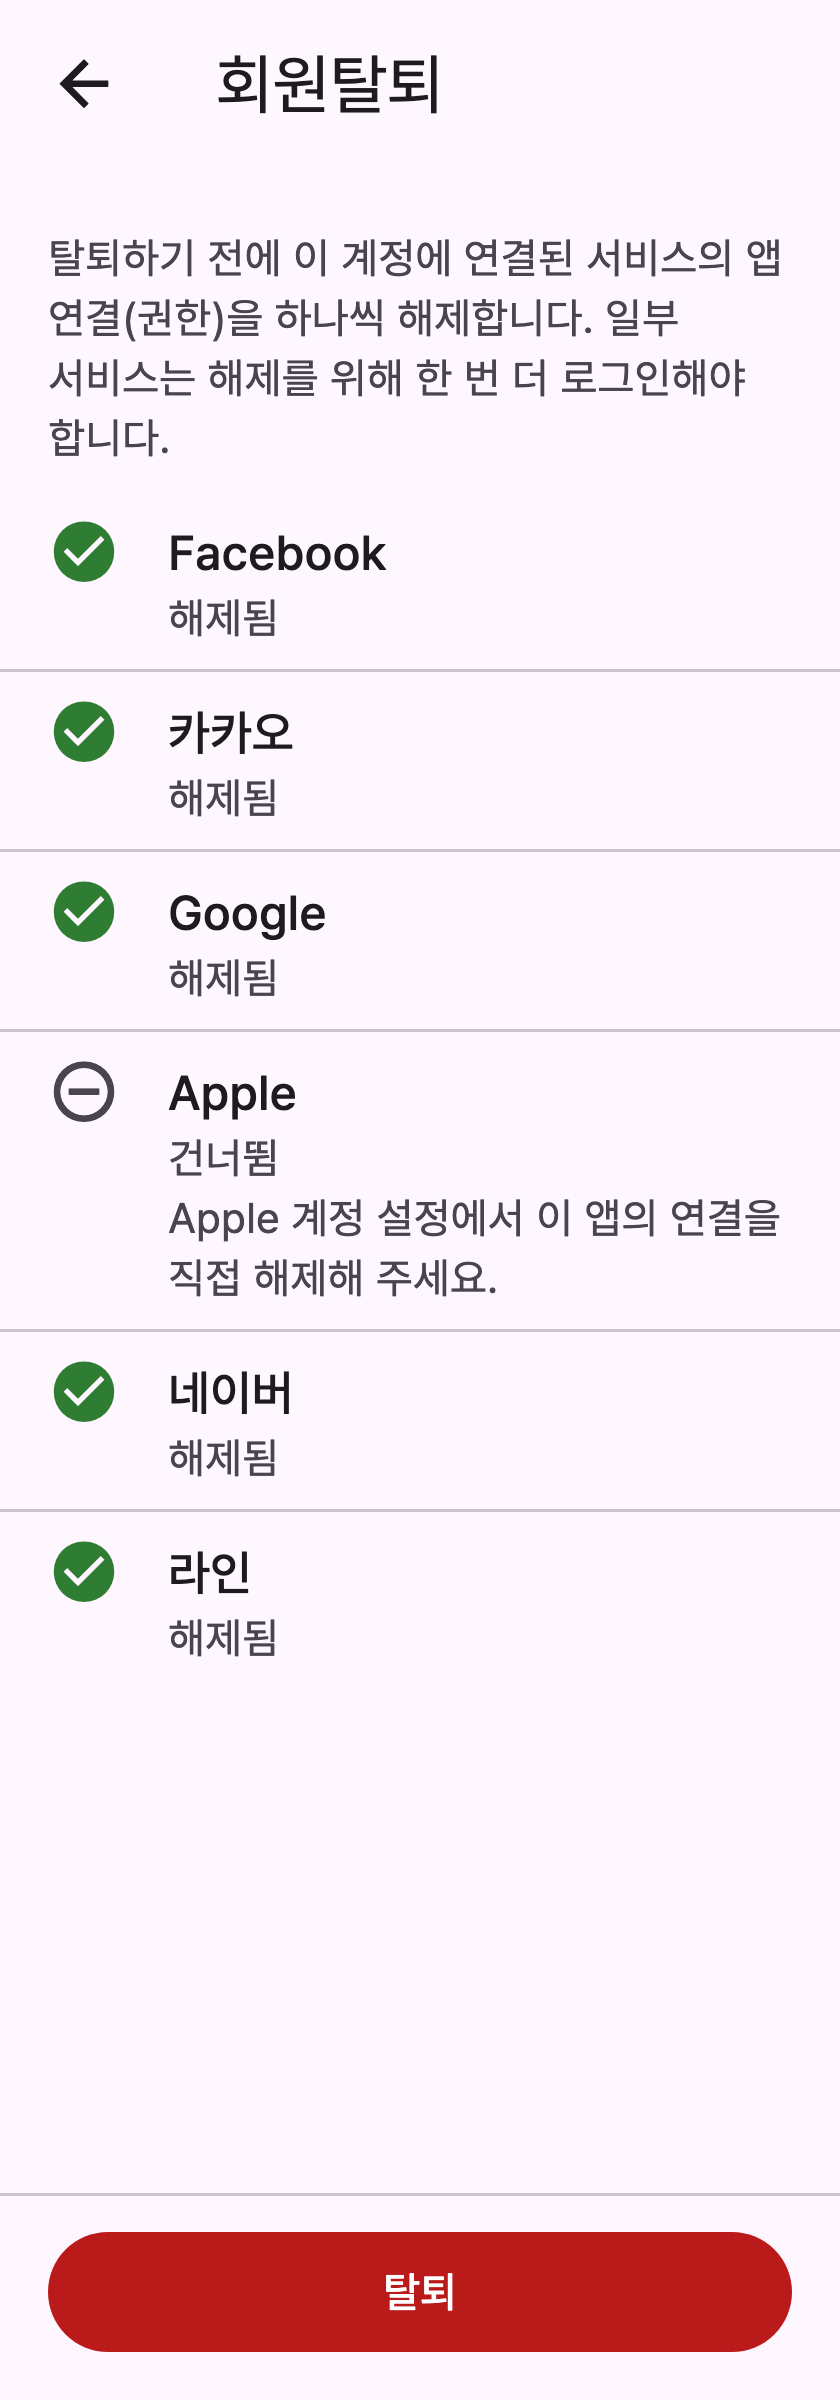 회원탈퇴
탈퇴하기 전에 이 계정에 연결된 서비스의 앱
연결(권한)을 하나씩 해제합니다. 일부
서비스는 해제를 위해 한 번 더 로그인해야
합니다.
Facebook
해제됨
카카오
해제됨
Google
해제됨
Apple
건너뜀
Apple 계정 설정에서 이 앱의 연결을
직접 해제해 주세요.
네이버
해제됨
라인
해제됨
탈퇴